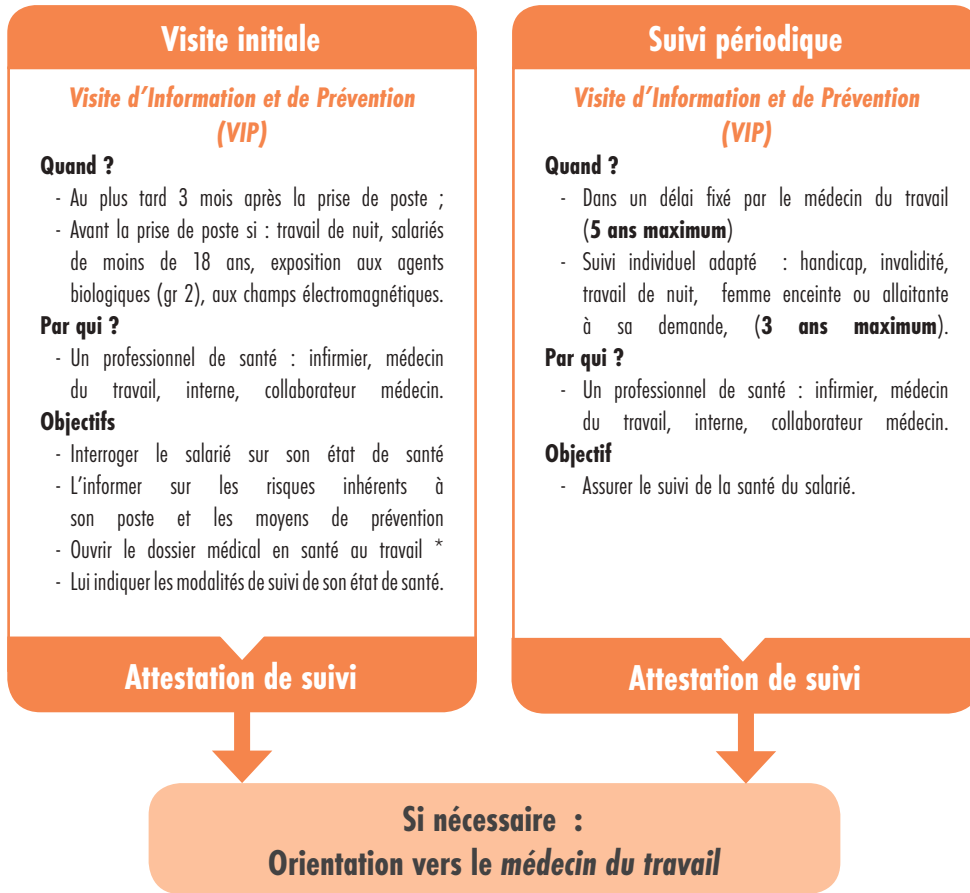 Visite initiale
Visite d'Information et de Prévention
(VIP)
Quand ?
- Au plus tard 3 mois après la prise de poste ;
- Avant la prise de poste si : travail de nuit, salariés
de moins de 18 ans, exposition aux agents
biologiques (gr 2), aux champs électromagnétiques.
Par qui ?
- Un professionnel de santé : infirmier, médecin
du travail, interne, collaborateur médecin.
Objectifs
- Interroger le salarié sur son état de santé
- L'informer sur les risques inhérents à
son poste et les moyens de prévention
- Ouvrir le dossier médical en santé au travail *
- Lui indiquer les modalités de suivi de son état de santé.
Attestation de suivi
Suivi périodique
Visite d'Information et de Prévention
(VIP)
Quand ?
- Dans un délai fixé par le médecin du travail
(5 ans maximum)
- Suivi individuel adapté : handicap, invalidité,
travail de nuit, femme enceinte ou allaitante
à sa demande, (3 ans maximum).
Par qui ?
- Un professionnel de santé : infirmier, médecin
du travail, interne, collaborateur médecin.
Objectif
- Assurer le suivi de la santé du salarié.
Attestation de suivi
Si nécessaire :
Orientation vers le médecin du travail